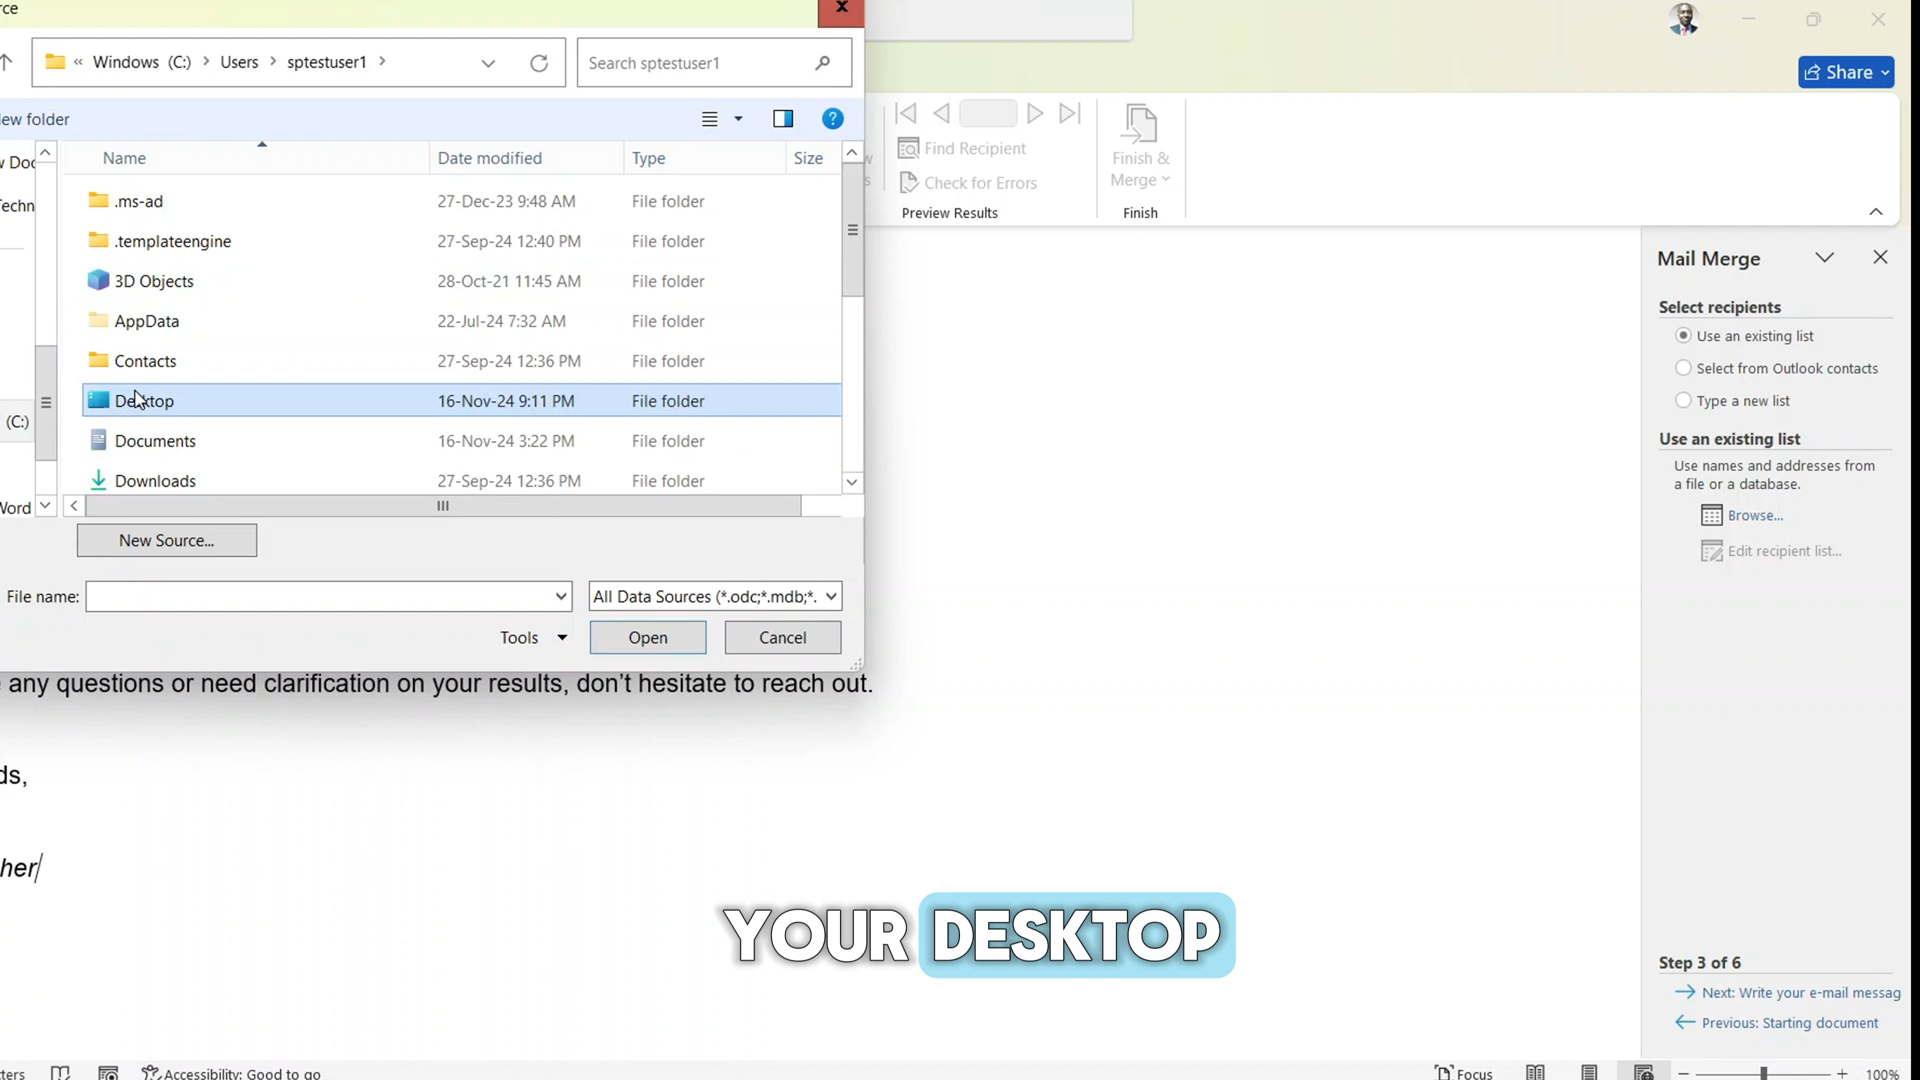 rce
x
« Windows (C:) > Users > sptestuser1 >
Search sptestuser1
Share
ew folder
?
Find Recipient
Check for Errors
Preview Results
Finish &
Merge
Finish
w
s
w Doc
Techn
(C:)
Word
Name Date modified Type Size
.ms-ad 27-Dec-23 9:48 AM File folder
.templateengine 27-Sep-24 12:40 PM File folder
3D Objects 28-Oct-21 11:45 AM File folder
AppData 22-Jul-24 7:32 AM File folder
Contacts 27-Sep-24 12:36 PM File folder
Desktop 16-Nov-24 9:11 PM File folder
Documents 16-Nov-24 3:22 PM File folder
Downloads 27-Sep-24 12:36 PM File folder
New Source...
File name:
All Data Sources (*.odc;*.mdb;*.
Tools
Open
Cancel
Mail Merge
Select recipients
Use an existing list
Select from Outlook contacts
Type a new list
Use an existing list
Use names and addresses from
a file or a database.
Browse...
Edit recipient list...
e any questions or need clarification on your results, don’t hesitate to reach out.
ds,
her
YOUR DESKTOP
Step 3 of 6
Next: Write your e-mail messag
Previous: Starting document
ters
Accessibility: Good to go
Focus
100%